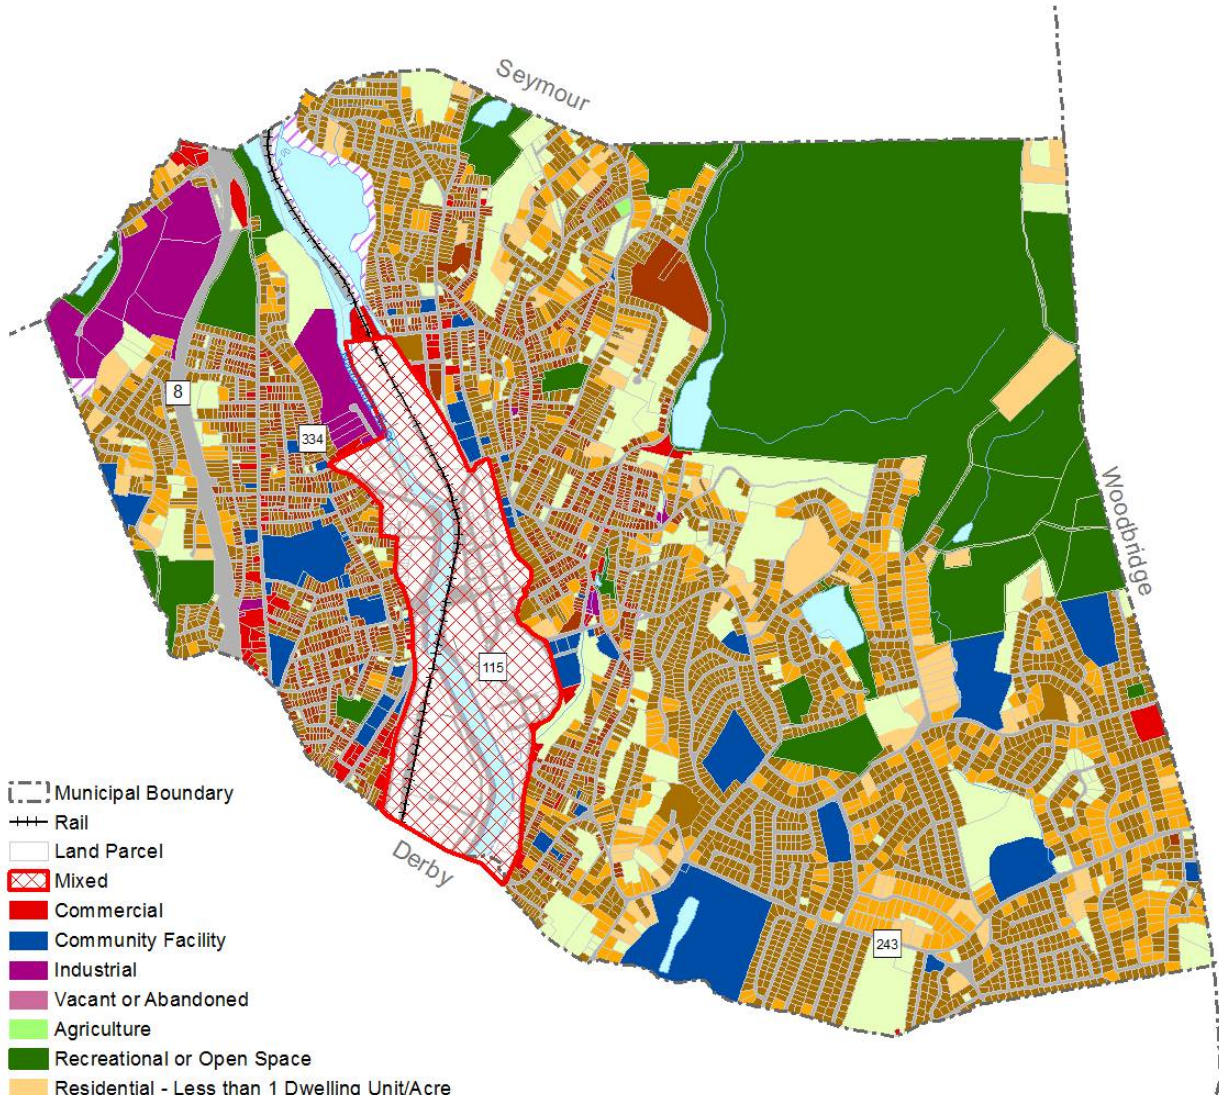 Seymour
8
334
Woodbridge
115
Derby
243
Municipal Boundary
Rail
Land Parcel
Mixed
Commercial
Community Facility
Industrial
Vacant or Abandoned
Agriculture
Recreational or Open Space
Residential - Less than 1 Dwelling Unit/Acre